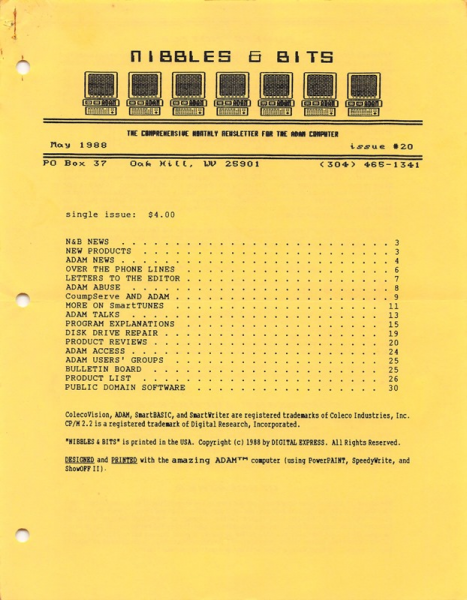 NIBBLES & BITS
THE COMPREHENSIVE MONTHLY NEWSLETTER FOR THE ADAM COMPUTER
May 1988 issue #20
PO Box 37 Oak Hill, WV 25901 (304) 465-1341
single issue: $4.00
N&B NEWS . . . . . . . . . . . . . . . . . . . . . . . . 3
NEW PRODUCTS . . . . . . . . . . . . . . . . . . . . . . 3
ADAM NEWS . . . . . . . . . . . . . . . . . . . . . . . 4
OVER THE PHONE LINES . . . . . . . . . . . . . . . . . . 6
LETTERS TO THE EDITOR . . . . . . . . . . . . . . . . . 7
ADAM ABUSE . . . . . . . . . . . . . . . . . . . . . . . 8
CoumpServe AND ADAM . . . . . . . . . . . . . . . . . . 9
MORE ON SmartTUNES . . . . . . . . . . . . . . . . . . . 11
ADAM TALKS . . . . . . . . . . . . . . . . . . . . . . . 13
PROGRAM EXPLANATIONS . . . . . . . . . . . . . . . . . . 15
DISK DRIVE REPAIR . . . . . . . . . . . . . . . . . . . 19
PRODUCT REVIEWS . . . . . . . . . . . . . . . . . . . . 20
ADAM ACCESS . . . . . . . . . . . . . . . . . . . . . . 24
ADAM USERS' GROUPS . . . . . . . . . . . . . . . . . . . 25
BULLETIN BOARD . . . . . . . . . . . . . . . . . . . . . 25
PRODUCT LIST . . . . . . . . . . . . . . . . . . . . . . 26
PUBLIC DOMAIN SOFTWARE . . . . . . . . . . . . . . . . . 30
ColecoVision, ADAM, SmartBASIC, and SmartWriter are registered trademarks of Coleco Industries, Inc.
CP/M 2.2 is a registered trademark of Digital Research, Incorporated.
"NIBBLES & BITS" is printed in the USA. Copyright (c) 1988 by DIGITAL EXPRESS. All Rights Reserved.
DESIGNED and PRINTED with the amazing ADAM™ computer (using PowerPAINT, SpeedyWrite, and
ShowOFF II).